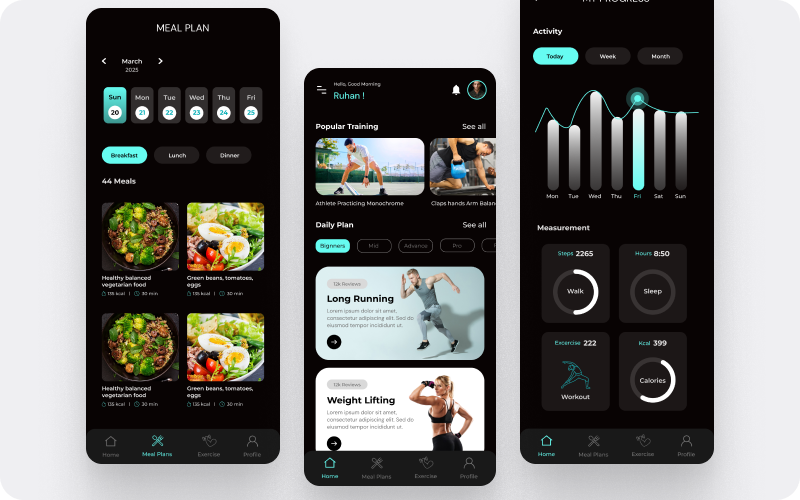 MEAL PLAN
March
2025
Sun Mon Tue Wed Thu Fri
20 21 22 23 24 25
Breakfast Lunch Dinner
44 Meals
Healthy balanced
vegetarian food
135 kcal | 30 min
Green beans, tomatoes,
eggs
135 kcal | 30 min
Healthy balanced
vegetarian food
135 kcal | 30 min
Green beans, tomatoes,
eggs
135 kcal | 30 min
Home Meal Plans Exercise Profile
Hello, Good Morning
Ruhan !
Popular Training See all
Athlete Practicing Monochrome
Claps hands Arm Balan
Daily Plan See all
Bignners Mid Advance Pro
12k Reviews
Long Running
Lorem ipsum dolor sit amet,
consectetur adipiscing elit. Sed do
eiusmod tempor incididunt ut.
12k Reviews
Weight Lifting
Lorem ipsum dolor sit amet,
consectetur adipiscing elit. Sed do
eiusmod tempor incididunt ut.
Home Meal Plans Exercise Profile
MY PROGRESS
Activity
Today Week Month
Mon Tue Wed Thu Fri Sat Sun
Measurement
Steps 2265
Walk
Hours 8:50
Sleep
Excercise 222
Workout
Kcal 399
Calories
Home Meal Plans Exercise Profile